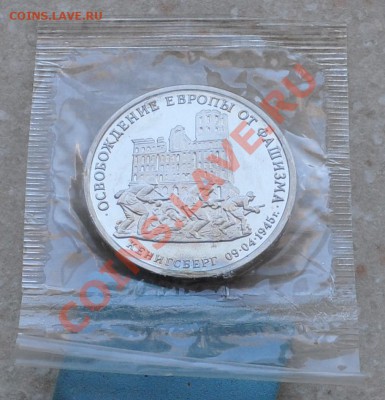 COINS.LAVE.RU
·ОСВОБОЖДЕНИЕ ЕВРОПЫ ОТ ФАШИЗМА·
КЕНИГСБЕРГ 09·04·1945г.
COINS.LAVE.RU